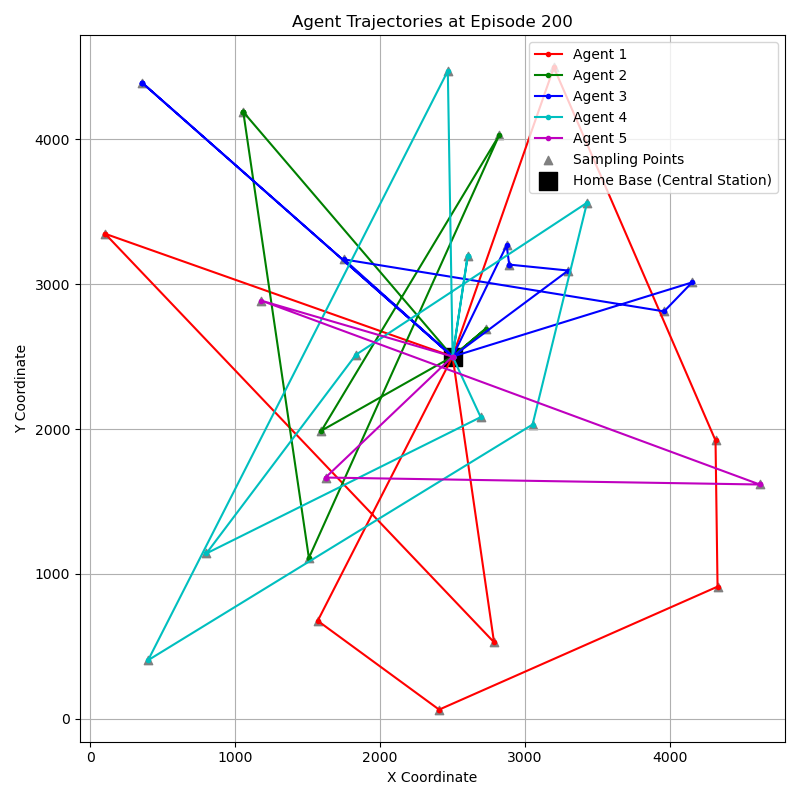 Agent Trajectories at Episode 200
Agent 1
Agent 2
Agent 3
Agent 4
Agent 5
Sampling Points
Home Base (Central Station)
Y Coordinate
4000
3000
2000
1000
0
0 1000 2000 3000 4000
X Coordinate